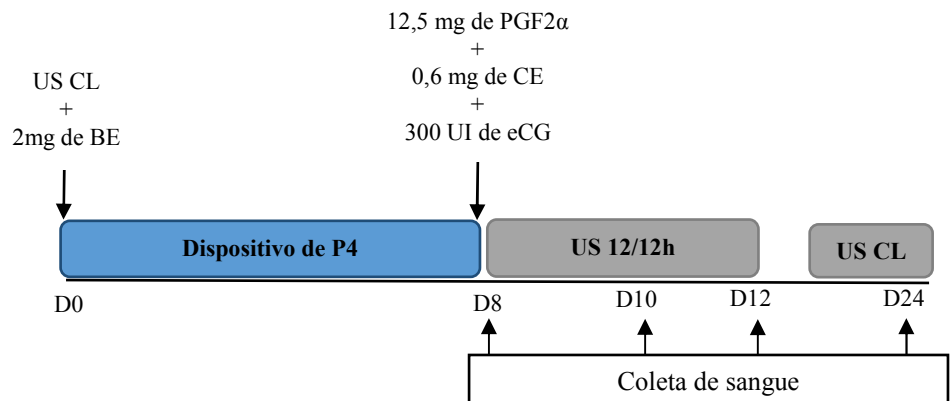 12,5 mg de PGF2α
+
0,6 mg de CE
+
300 UI de eCG
US CL
+
2mg de BE
Dispositivo de P4
US 12/12h
US CL
D0
D8
D10
D12
D24
Coleta de sangue